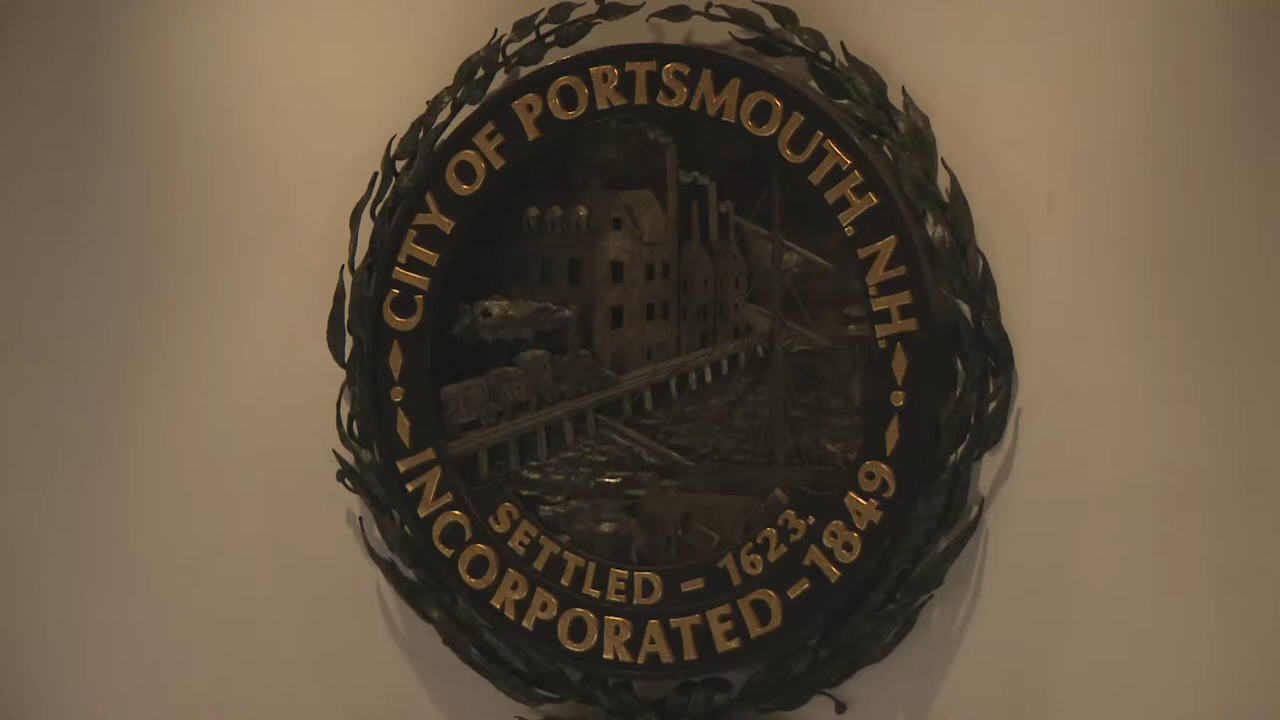 CITY OF PORTSMOUTH. N.H.
SETTLED – 1623.
INCORPORATED – 1849